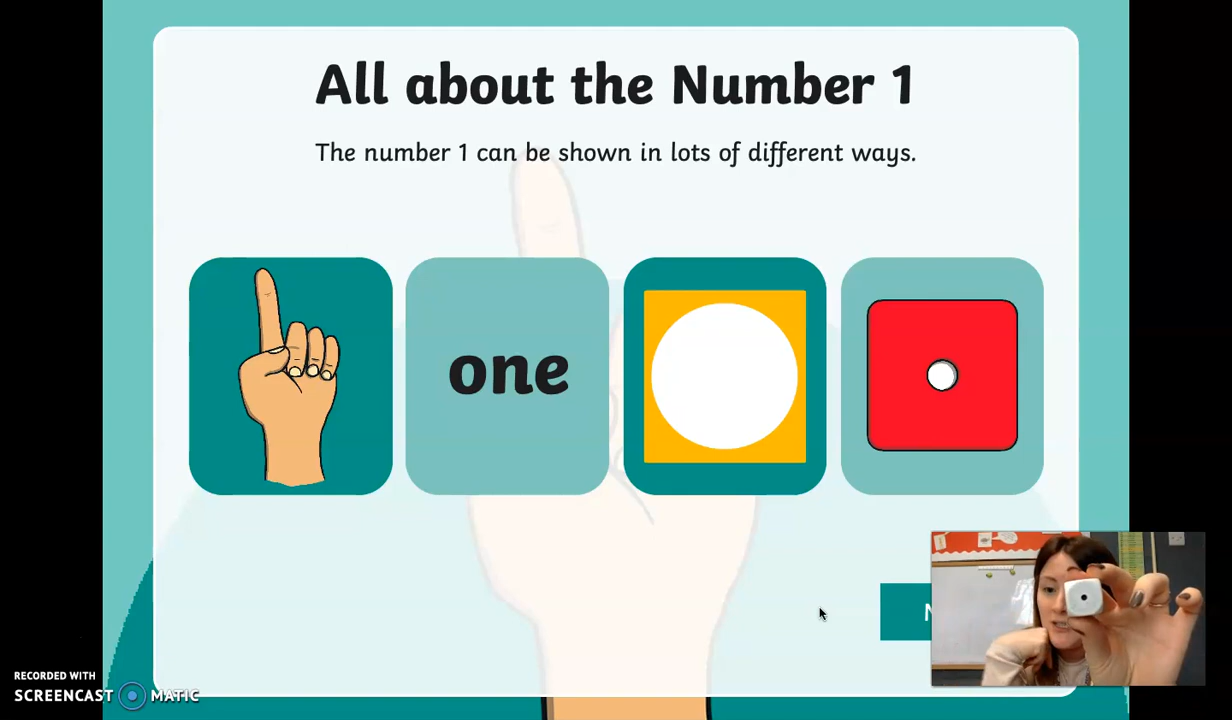 All about the Number 1
The number 1 can be shown in lots of different ways.
one
RECORDED WITH
SCREENCAST MATIC